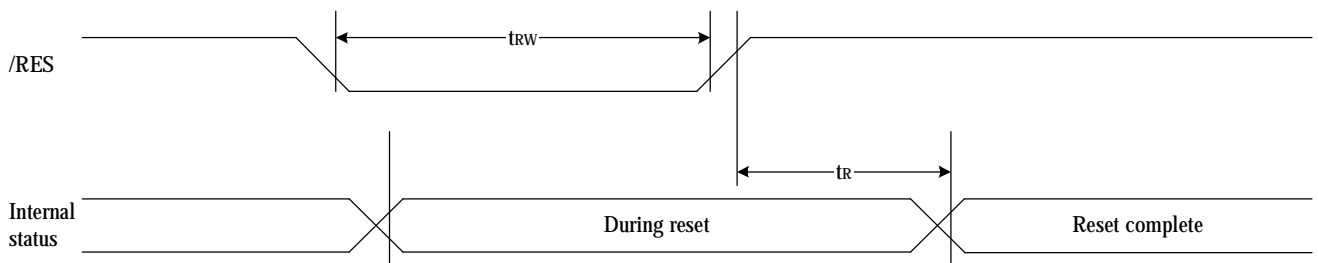 tRW
/RES
tR
Internal
status
During reset
Reset complete